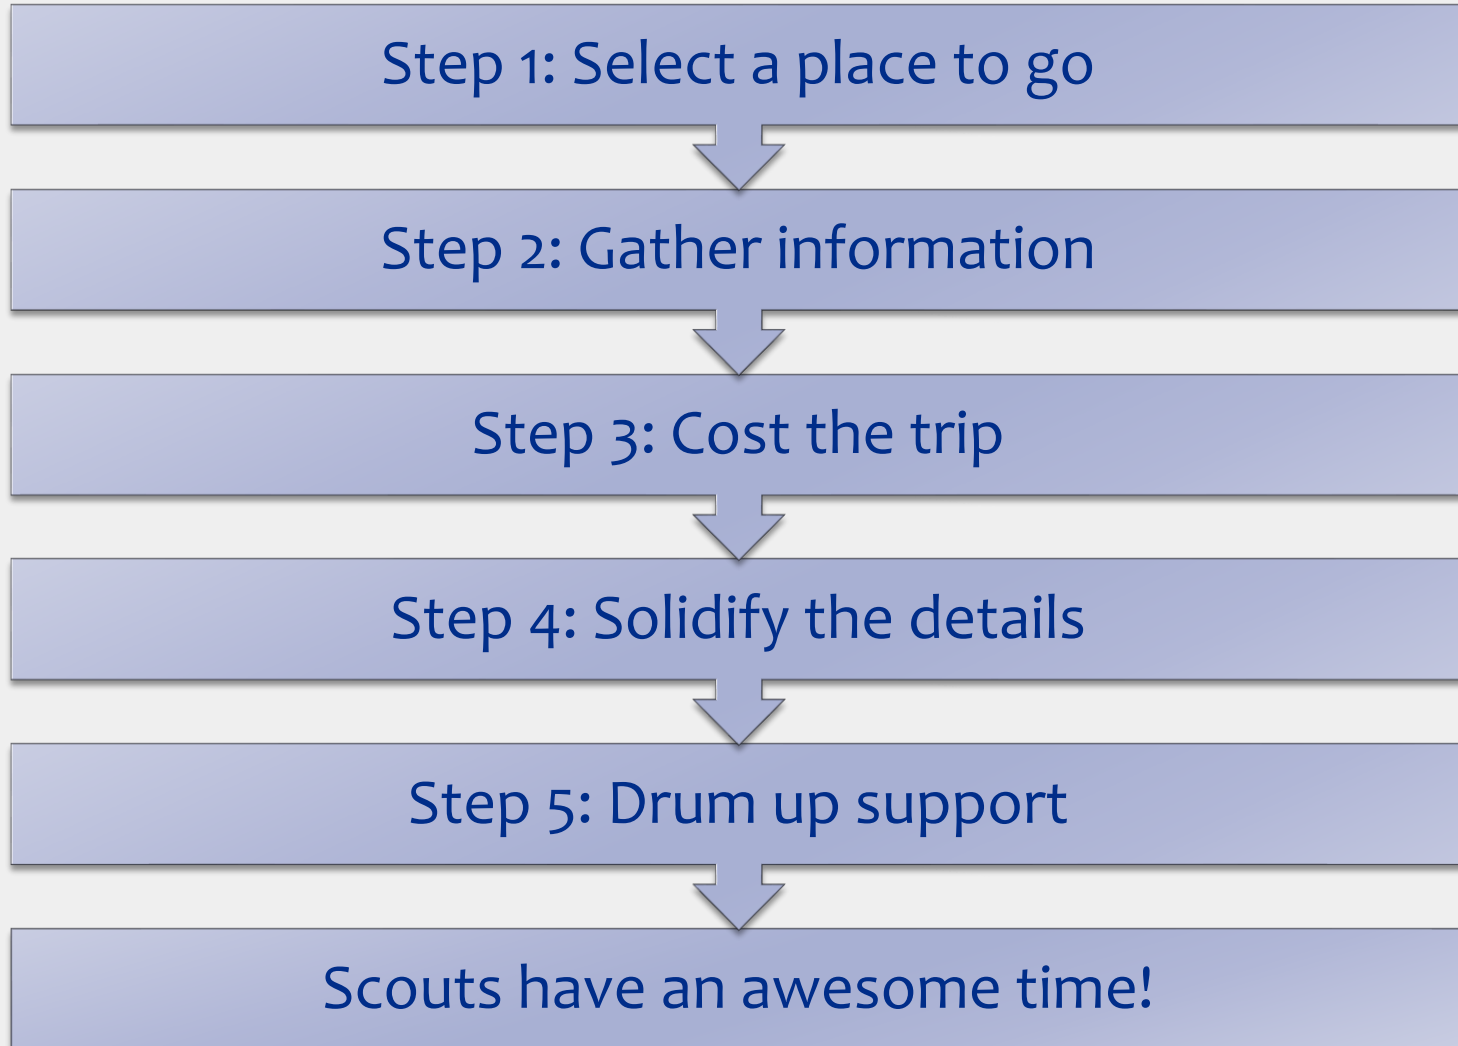 Step 1: Select a place to go
Step 2: Gather information
Step 3: Cost the trip
Step 4: Solidify the details
Step 5: Drum up support
Scouts have an awesome time!